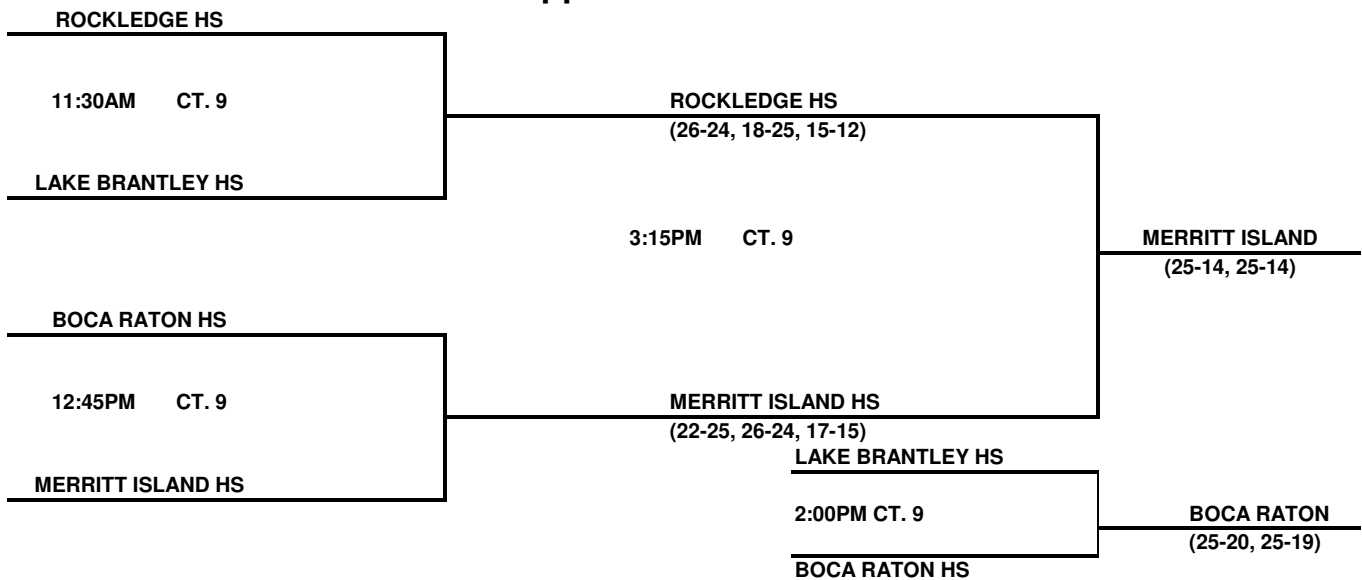 ROCKLEDGE HS
11:30AM CT. 9
ROCKLEDGE HS
(26-24, 18-25, 15-12)
LAKE BRANTLEY HS
3:15PM CT. 9
MERRITT ISLAND
(25-14, 25-14)
BOCA RATON HS
12:45PM CT. 9
MERRITT ISLAND HS
(22-25, 26-24, 17-15)
LAKE BRANTLEY HS
MERRITT ISLAND HS
2:00PM CT. 9
BOCA RATON
(25-20, 25-19)
BOCA RATON HS